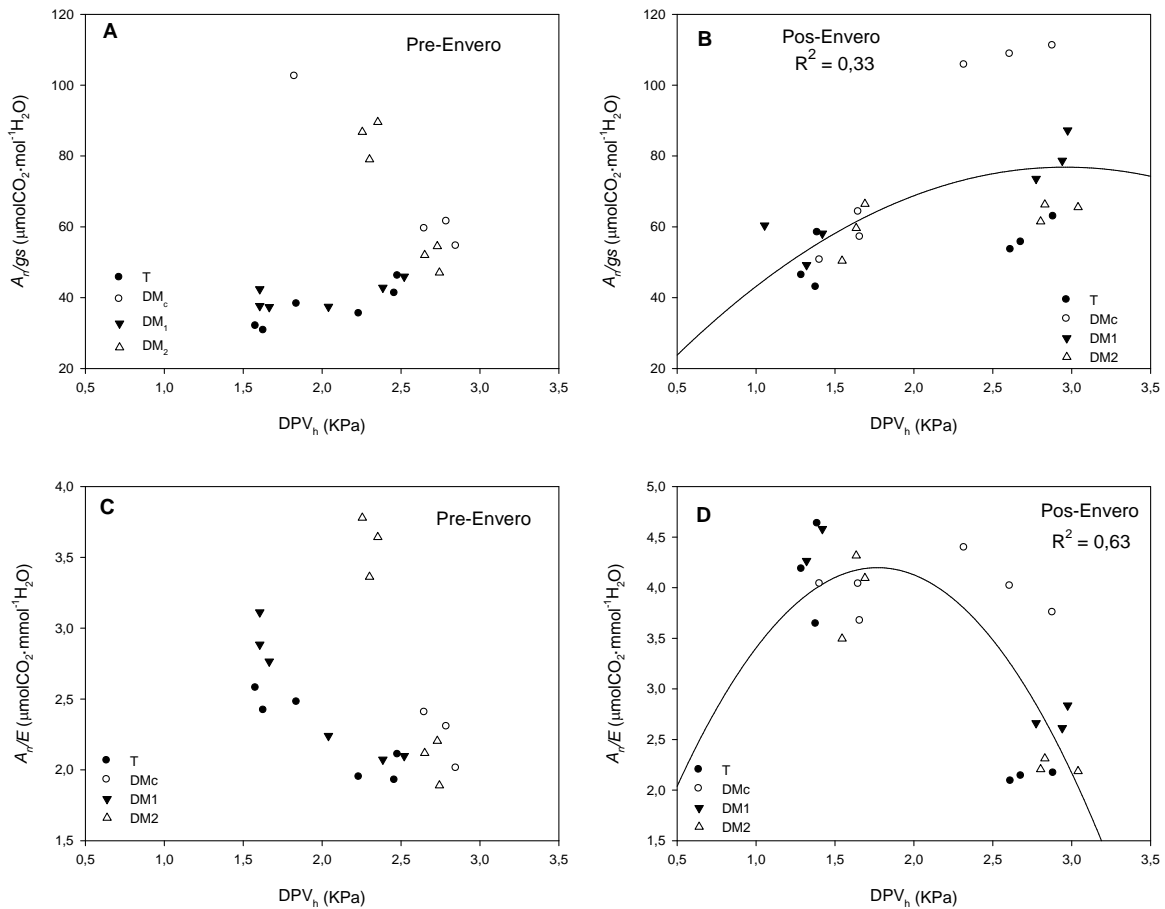 A
Pre-Envero
Aₙ/gs (µmolCO₂·mol⁻¹H₂O)
120
100
80
60
40
20
T
DM_c
DM₁
DM₂
0,5 1,0 1,5 2,0 2,5 3,0 3,5
DPV_h (KPa)
B
Pos-Envero
R² = 0,33
Aₙ/gs (µmolCO₂·mol⁻¹H₂O)
120
100
80
60
40
20
T
DMc
DM1
DM2
0,5 1,0 1,5 2,0 2,5 3,0 3,5
DPV_h (KPa)
C
Pre-Envero
Aₙ/E (µmolCO₂·mmol⁻¹H₂O)
4,0
3,5
3,0
2,5
2,0
1,5
T
DMc
DM1
DM2
0,5 1,0 1,5 2,0 2,5 3,0 3,5
DPV_h (KPa)
D
Pos-Envero
R² = 0,63
Aₙ/E (µmolCO₂·mmol⁻¹H₂O)
5,0
4,5
4,0
3,5
3,0
2,5
2,0
1,5
T
DMc
DM1
DM2
0,5 1,0 1,5 2,0 2,5 3,0 3,5
DPV_h (KPa)